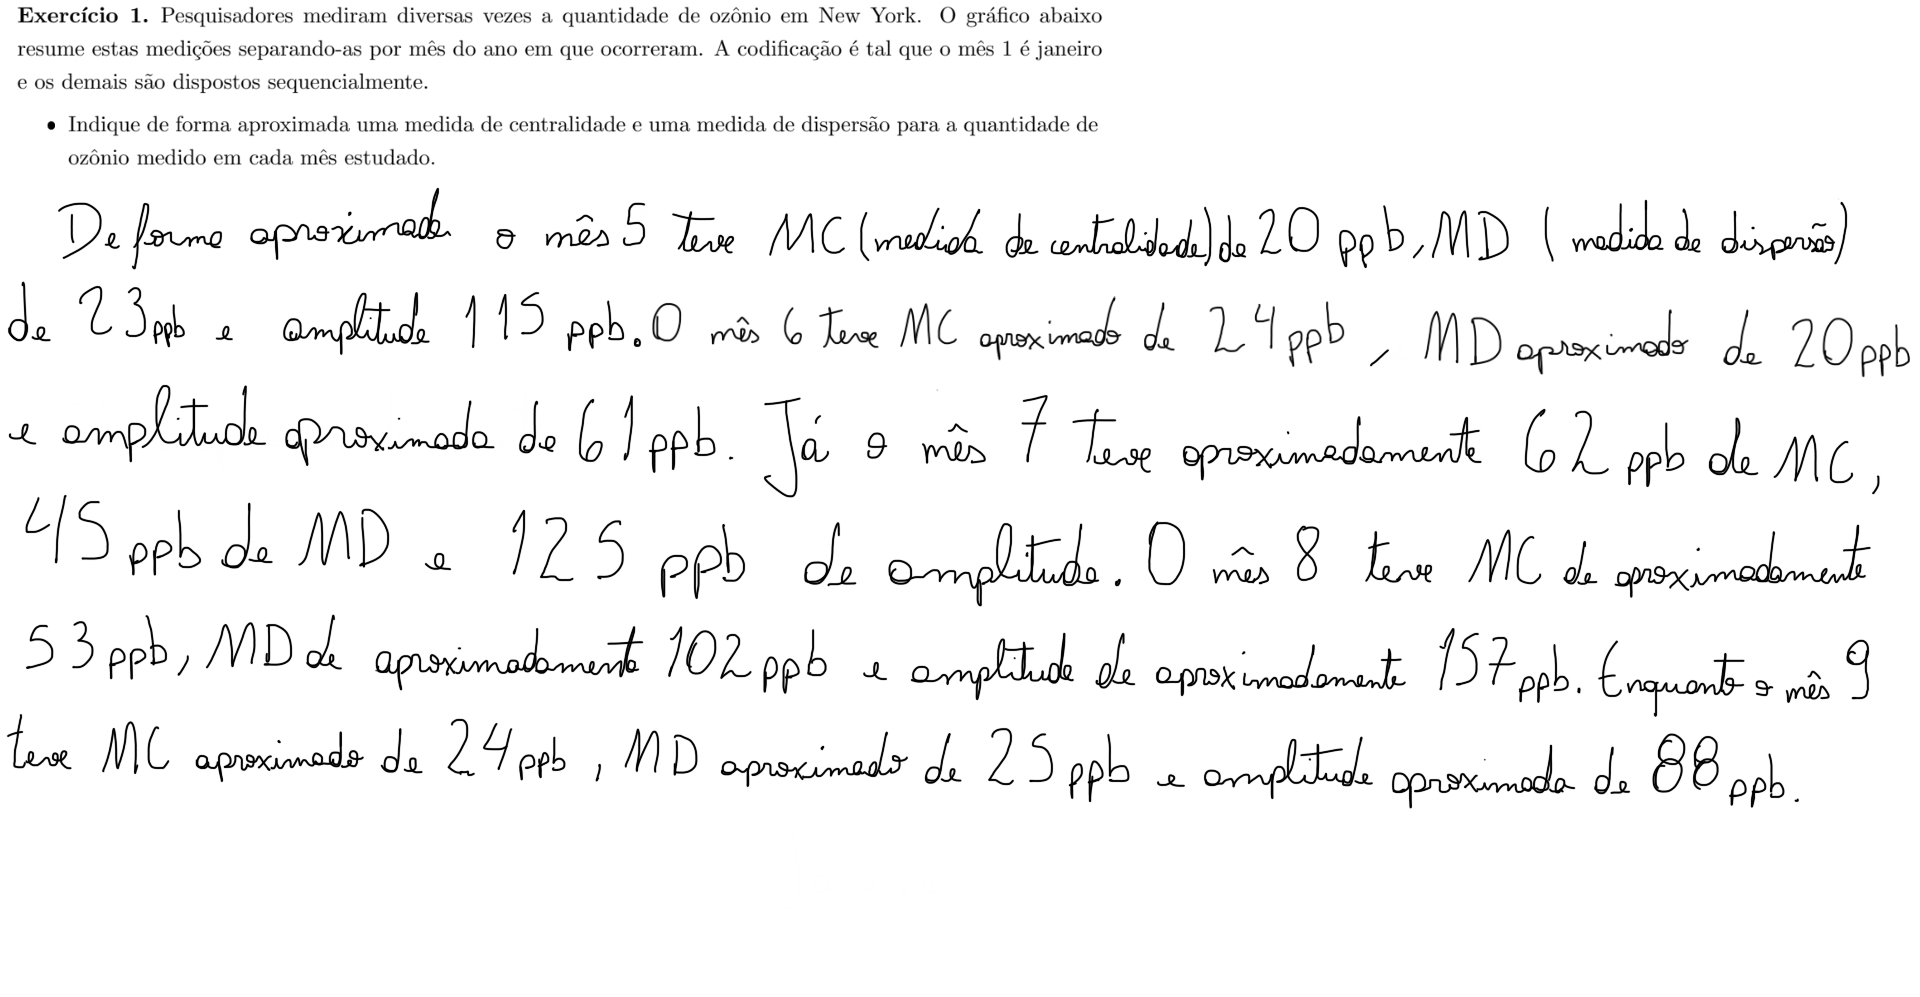 Exercício 1. Pesquisadores mediram diversas vezes a quantidade de ozônio em New York. O gráfico abaixo
resume estas medições separando-as por mês do ano em que ocorreram. A codificação é tal que o mês 1 é janeiro
e os demais são dispostos sequencialmente.
• Indique de forma aproximada uma medida de centralidade e uma medida de dispersão para a quantidade de
ozônio medido em cada mês estudado.
De forma aproximada o mês 5 teve MC (medida de centralidade) de 20 ppb, MD (medida de dispersão)
de 23 ppb e amplitude 115 ppb. O mês 6 teve MC aproximado de 24 ppb, MD aproximado de 20 ppb
e amplitude aproximada de 61 ppb. Já o mês 7 teve aproximadamente 62 ppb de MC,
45 ppb de MD e 125 ppb de amplitude. O mês 8 teve MC de aproximadamente
53 ppb, MD de aproximadamente 102 ppb e amplitude de aproximadamente 157 ppb. Enquanto o mês 9
teve MC aproximado de 24 ppb, MD aproximado de 25 ppb e amplitude aproximada de 88 ppb.